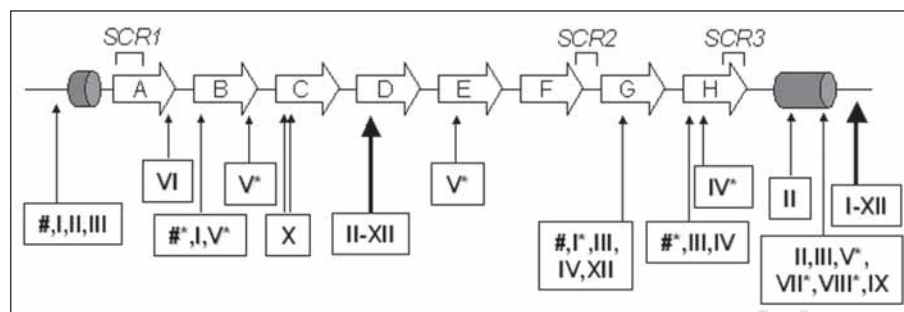 SCR1 SCR2 SCR3
A B C D E F G H
VI
V*
V*
IV*
II
#,I,II,III
#*,I,V*
X
II-XII
#,I*,III,
IV,XII
#*,III,IV
I-XII
II,III,V*,
VII*,VIII*,IX